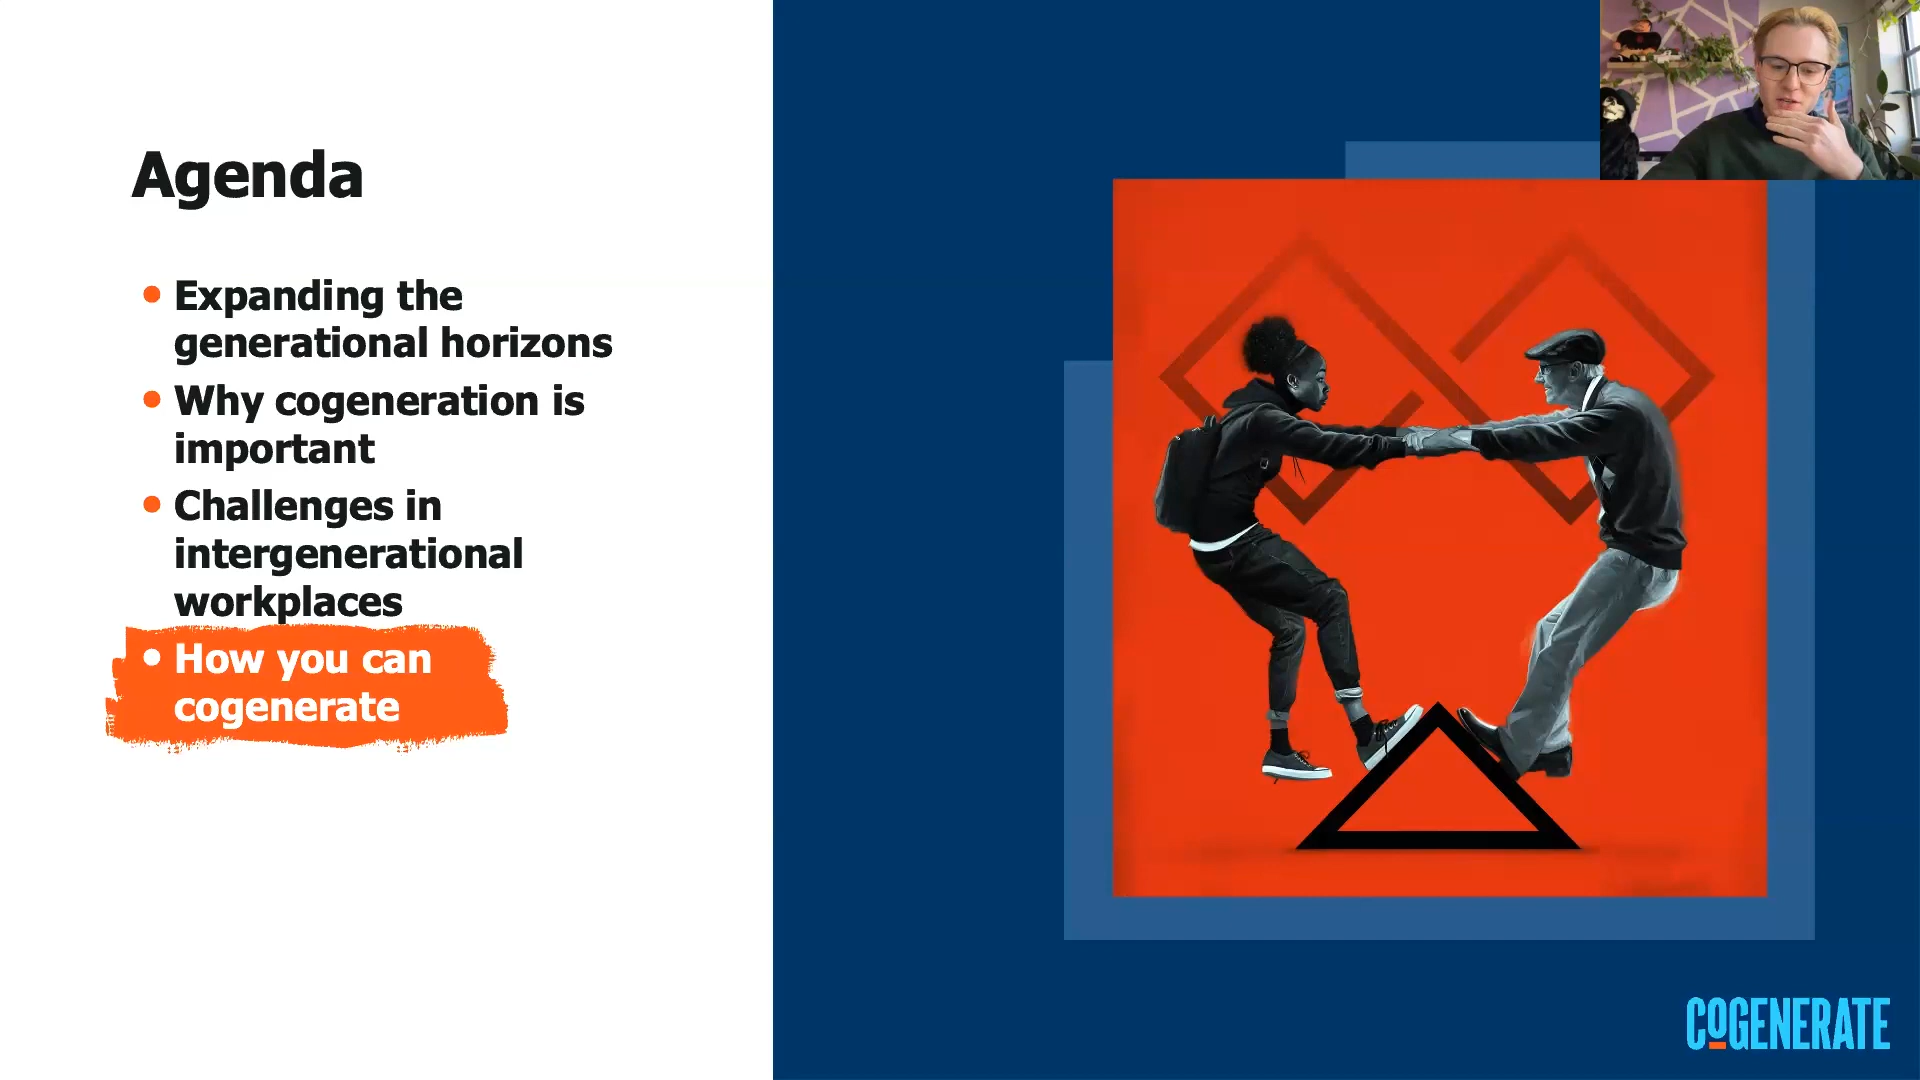 Agenda
Expanding the
generational horizons
Why cogeneration is
important
Challenges in
intergenerational
workplaces
How you can
cogenerate
COGENERATE